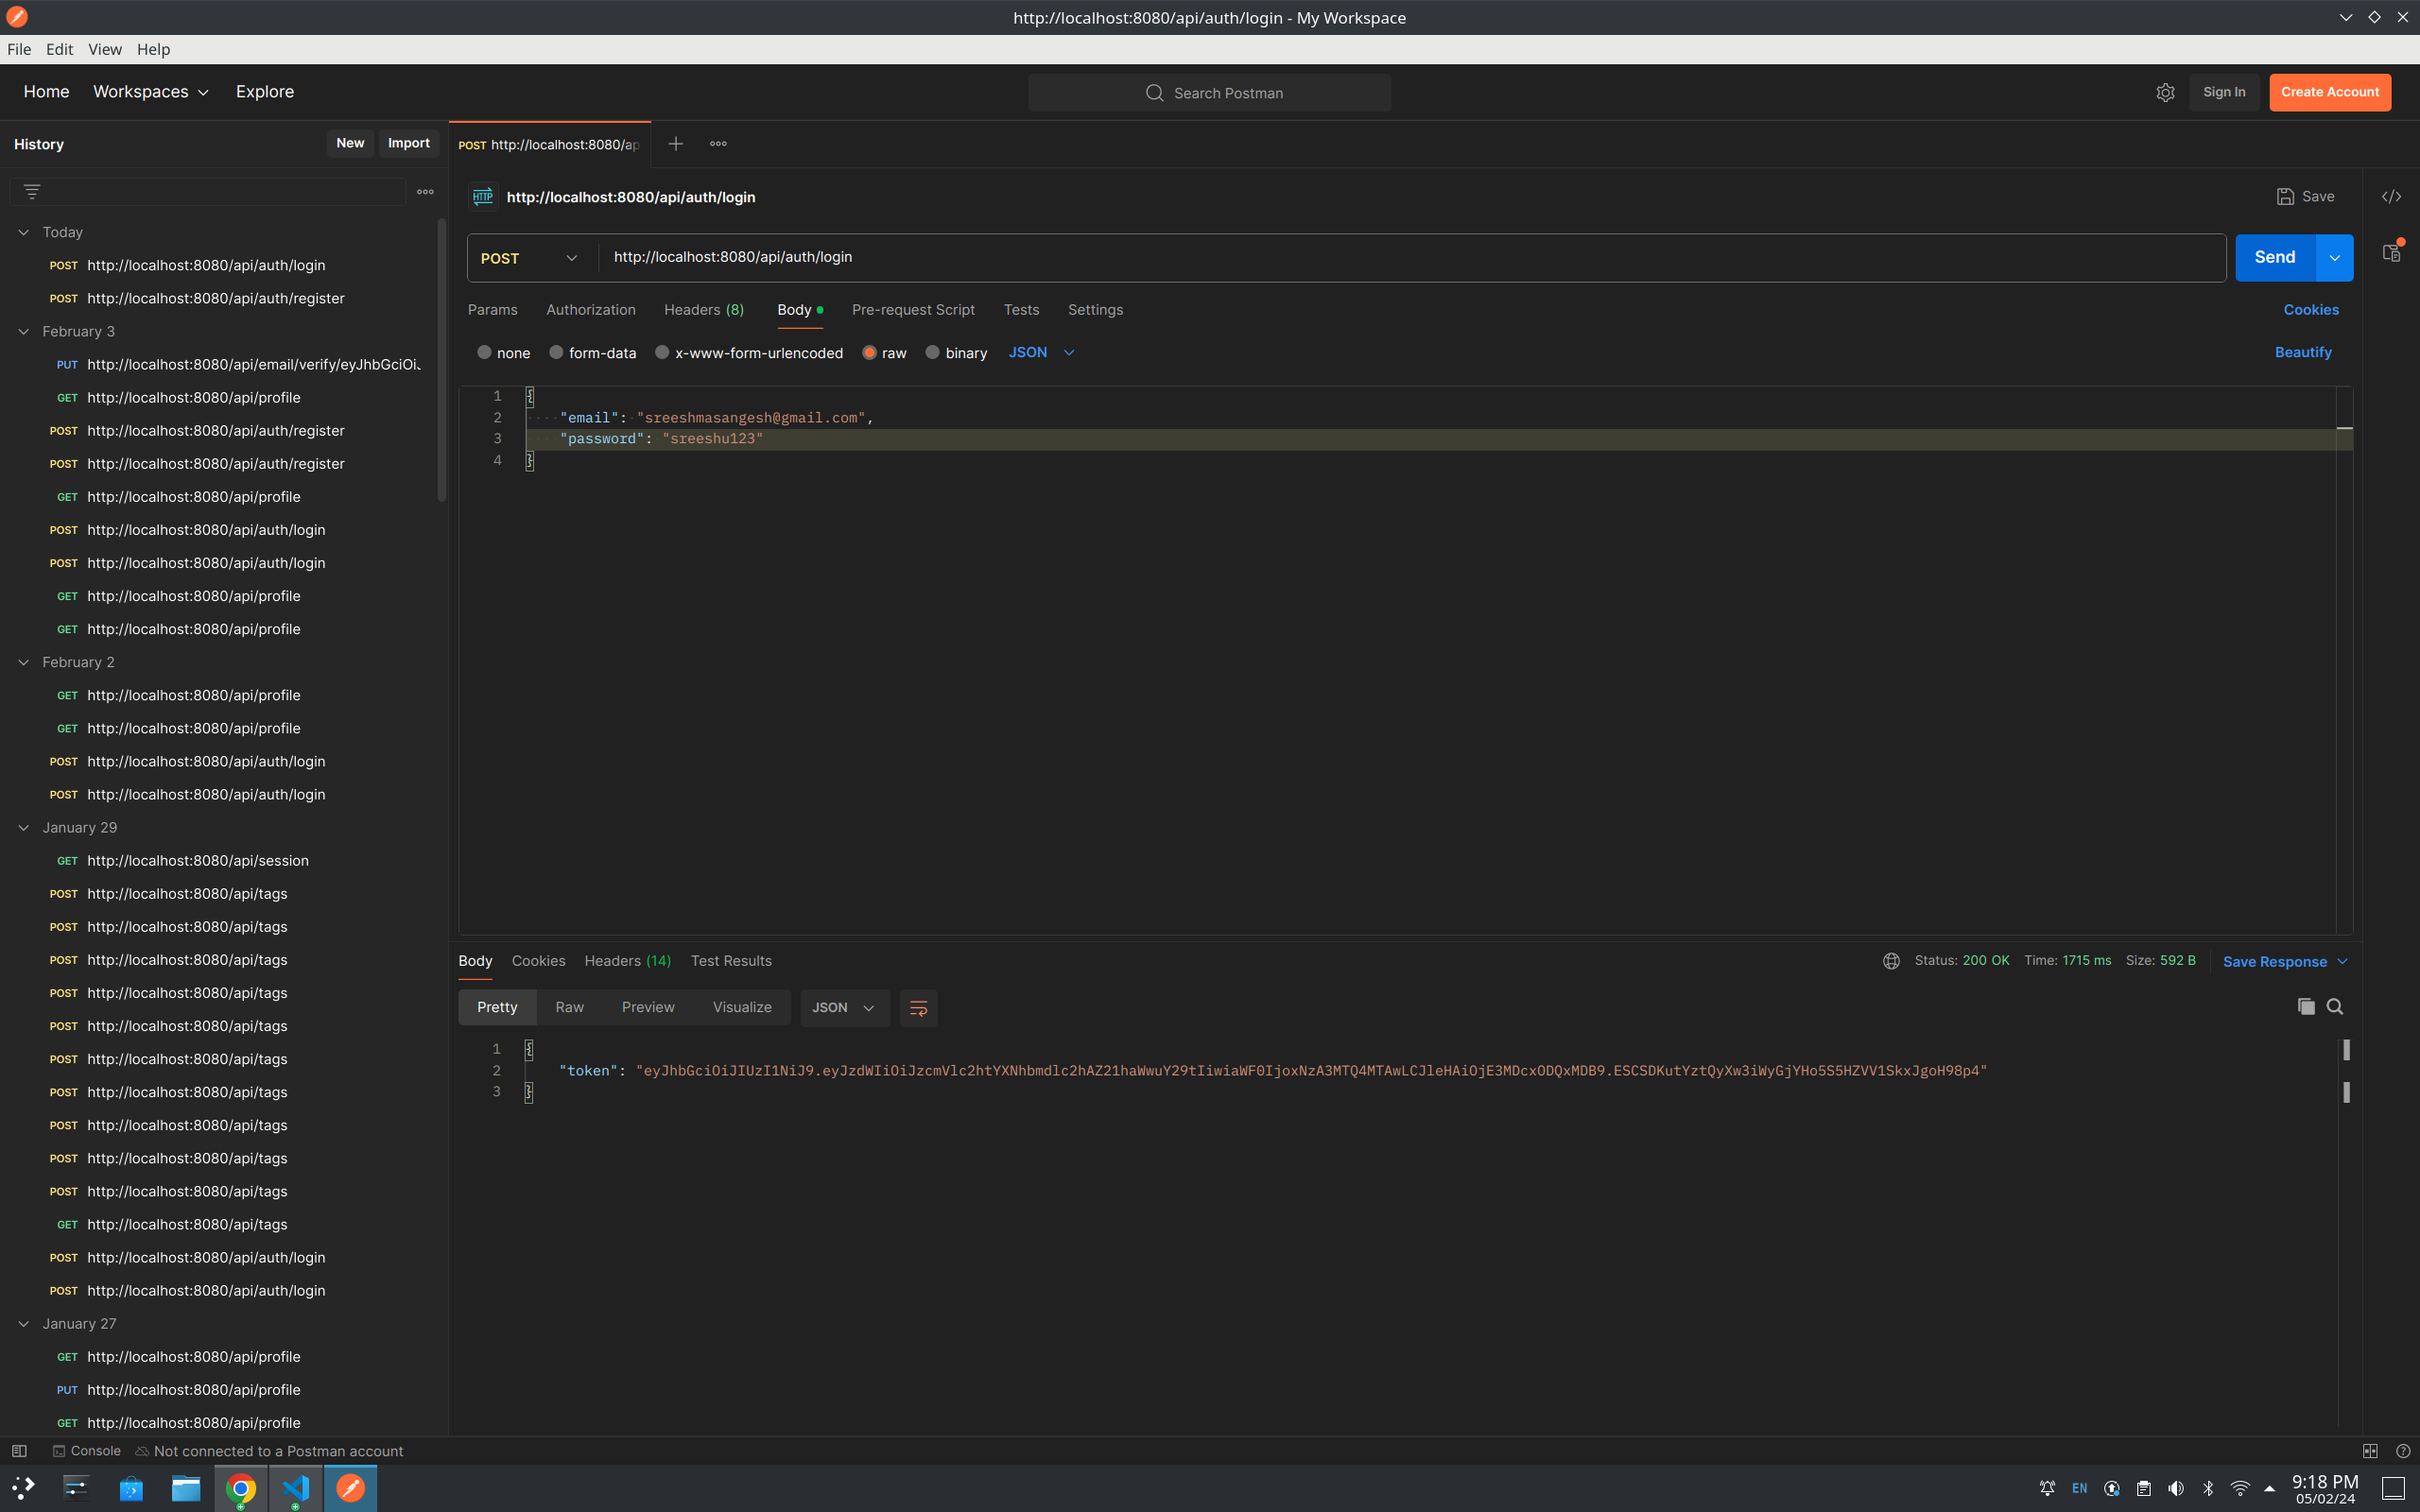 http://localhost:8080/api/auth/login - My Workspace
File Edit View Help
Home Workspaces Explore
Search Postman
Sign In Create Account
History New Import
POST http://localhost:8080/ap
HTTP http://localhost:8080/api/auth/login
Save
Today
POST http://localhost:8080/api/auth/login
POST http://localhost:8080/api/auth/register
February 3
PUT http://localhost:8080/api/email/verify/eyJhbGciOi.
GET http://localhost:8080/api/profile
POST http://localhost:8080/api/auth/register
POST http://localhost:8080/api/auth/register
GET http://localhost:8080/api/profile
POST http://localhost:8080/api/auth/login
POST http://localhost:8080/api/auth/login
GET http://localhost:8080/api/profile
GET http://localhost:8080/api/profile
February 2
GET http://localhost:8080/api/profile
GET http://localhost:8080/api/profile
POST http://localhost:8080/api/auth/login
POST http://localhost:8080/api/auth/login
January 29
GET http://localhost:8080/api/session
POST http://localhost:8080/api/tags
POST http://localhost:8080/api/tags
POST http://localhost:8080/api/tags
POST http://localhost:8080/api/tags
POST http://localhost:8080/api/tags
POST http://localhost:8080/api/tags
POST http://localhost:8080/api/tags
POST http://localhost:8080/api/tags
POST http://localhost:8080/api/tags
POST http://localhost:8080/api/tags
GET http://localhost:8080/api/tags
POST http://localhost:8080/api/auth/login
POST http://localhost:8080/api/auth/login
January 27
GET http://localhost:8080/api/profile
PUT http://localhost:8080/api/profile
GET http://localhost:8080/api/profile
POST http://localhost:8080/api/auth/login
Send
Params Authorization Headers (8) Body Pre-request Script Tests Settings
Cookies
none form-data x-www-form-urlencoded raw binary JSON
Beautify
1 {
2 "email": "sreeshmasangesh@gmail.com",
3 "password": "sreeshu123"
4 }
Body Cookies Headers (14) Test Results
Status: 200 OK Time: 1715 ms Size: 592 B Save Response
Pretty Raw Preview Visualize JSON
1 {
2 "token": "eyJhbGciOiJIUzI1NiJ9.eyJzdWIiOiJzcmVlc2htYXNhbmdlc2hAZ21haWwuY29tIiwiaWF0IjoxNzA3MTQ4MTAwLCJleHAiOjE3MDcxODQxMDB9.ESCSDKutYztQyXw3iWyGjYHo5S5HZVV1SkxJgoH98p4"
3 }
Console Not connected to a Postman account
EN
9:18 PM
05/02/24